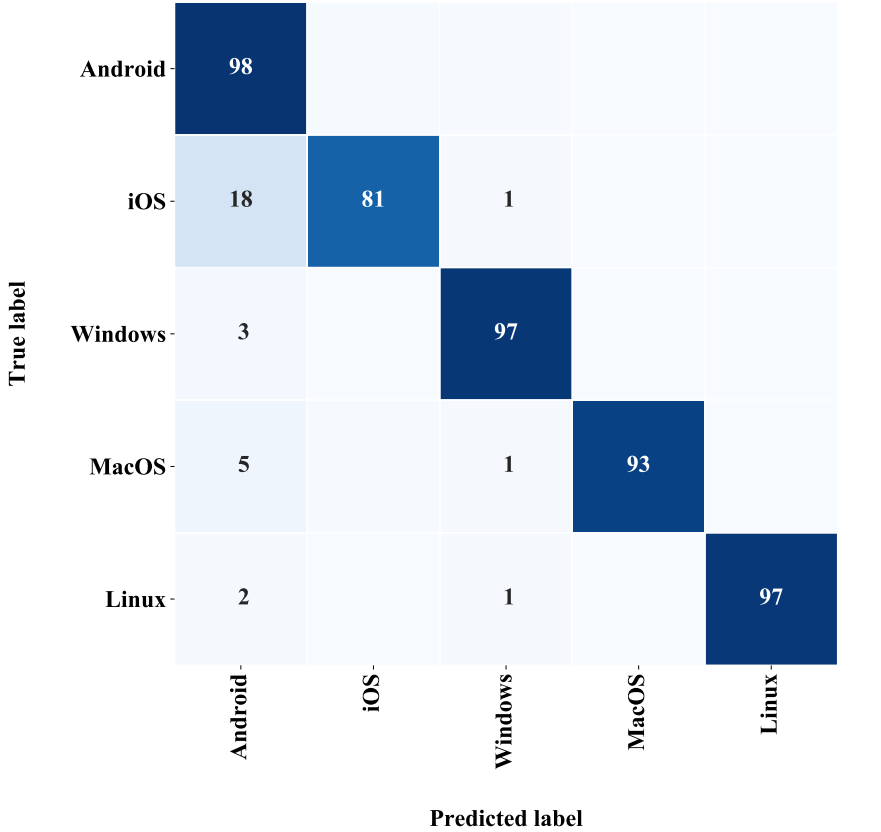 Android 98
iOS 18 81 1
Windows 3 97
MacOS 5 1 93
Linux 2 1 97
True label
Android iOS Windows MacOS Linux
Predicted label